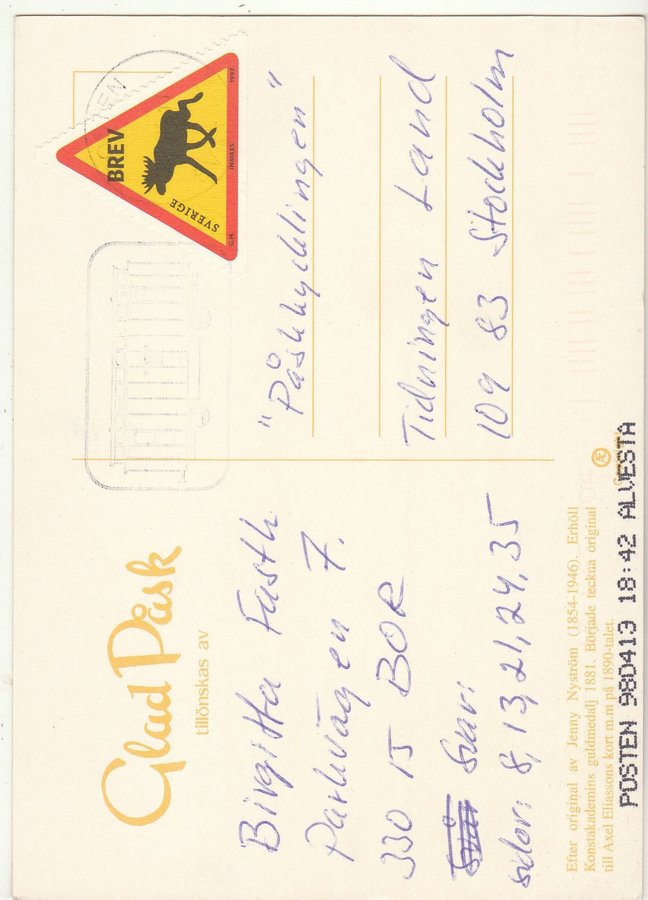 Glad Påsk
tillönskas av
Birgitta Fasth
Parkvägen 7.
330 15 BOR
Svar:
sidor: 8, 13, 21, 24, 35
Efter original av Jenny Nyström (1854-1946). Erhöll
Konstakademins guldmedalj 1881. Började teckna original
till Axel Eliassons kort m.m på 1890-talet.
POSTEN 980413 18:42 ALVESTA
BREV
SVERIGE
G.M.
INRIKES
1997
"Påskkycklingen"
Tidningen Land
109 83 Stockholm